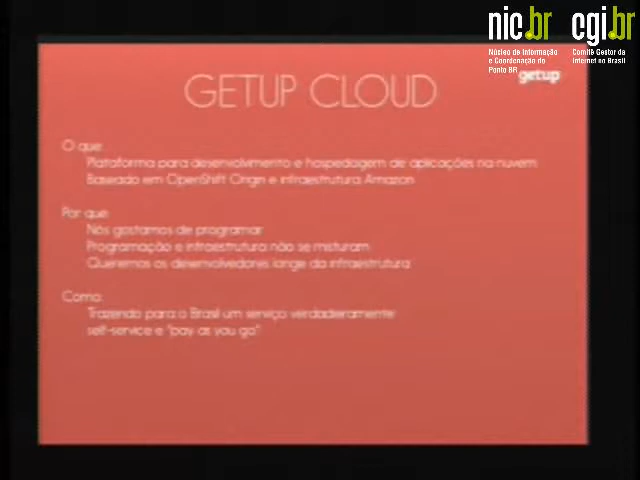 nic.br cgi.br
Núcleo de Informação
e Coordenação do
Ponto BR
Comitê Gestor da
Internet no Brasil
getup
GETUP CLOUD
O que:
Plataforma para desenvolvimento e hospedagem de aplicações na nuvem
Baseado em OpenShift Origin e infraestrutura Amazon
Por que:
Nós gostamos de programar
Programação e infraestrutura não se misturam
Queremos os desenvolvedores longe da infraestrutura
Como:
Trazendo para o Brasil um serviço verdadeiramente
self-service e "pay as you go"